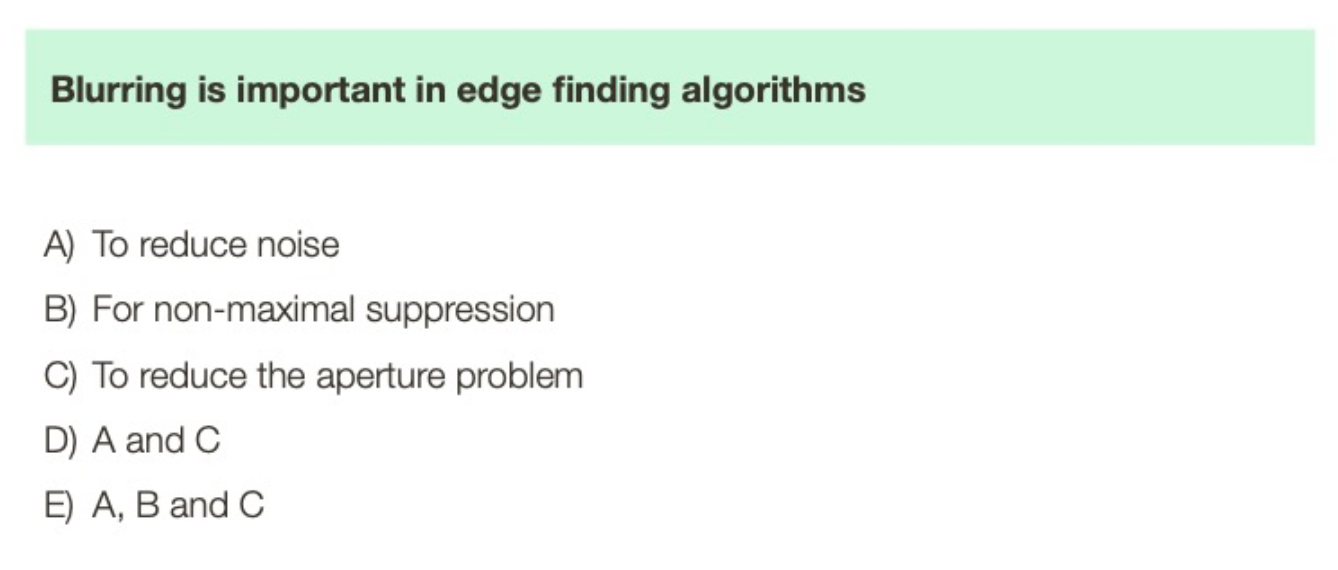 Blurring is important in edge finding algorithms
A) To reduce noise
B) For non-maximal suppression
C) To reduce the aperture problem
D) A and C
E) A, B and C